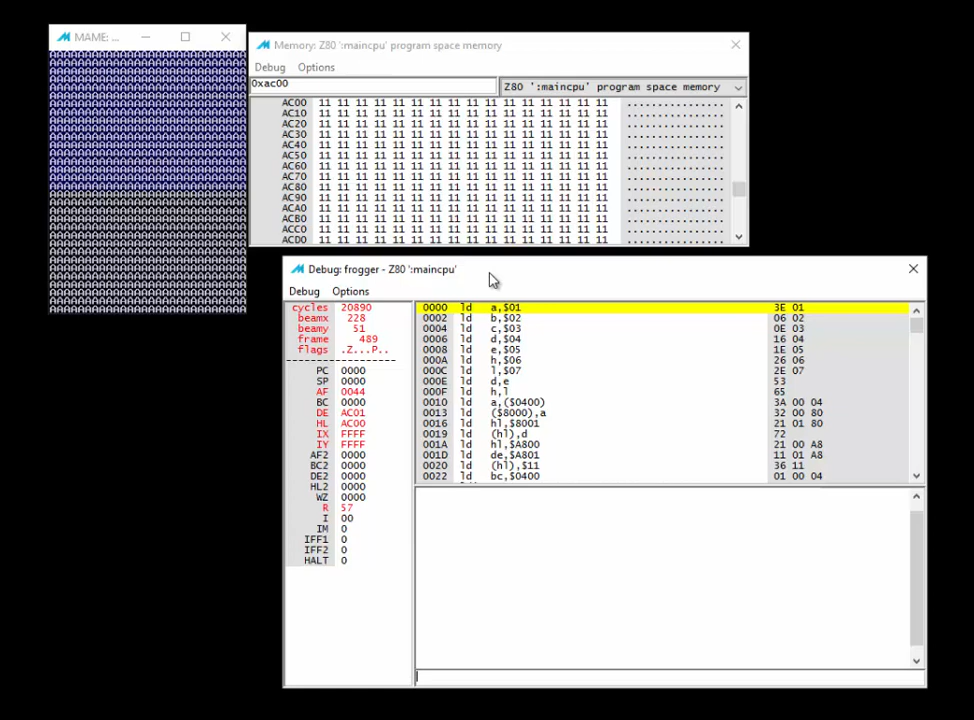 MAME: ...
AAAAAAAAAAAAAAAAAAAAAAAAAAAAAAAA
Memory: Z80 ':maincpu' program space memory
Debug Options
0xac00 Z80 ':maincpu' program space memory
AC00 11 11 11 11 11 11 11 11 11 11 11 11 11 11 11 11 ................
AC10 11 11 11 11 11 11 11 11 11 11 11 11 11 11 11 11 ................
AC20 11 11 11 11 11 11 11 11 11 11 11 11 11 11 11 11 ................
AC30 11 11 11 11 11 11 11 11 11 11 11 11 11 11 11 11 ................
AC40 11 11 11 11 11 11 11 11 11 11 11 11 11 11 11 11 ................
AC50 11 11 11 11 11 11 11 11 11 11 11 11 11 11 11 11 ................
AC60 11 11 11 11 11 11 11 11 11 11 11 11 11 11 11 11 ................
AC70 11 11 11 11 11 11 11 11 11 11 11 11 11 11 11 11 ................
AC80 11 11 11 11 11 11 11 11 11 11 11 11 11 11 11 11 ................
AC90 11 11 11 11 11 11 11 11 11 11 11 11 11 11 11 11 ................
ACA0 11 11 11 11 11 11 11 11 11 11 11 11 11 11 11 11 ................
ACB0 11 11 11 11 11 11 11 11 11 11 11 11 11 11 11 11 ................
ACC0 11 11 11 11 11 11 11 11 11 11 11 11 11 11 11 11 ................
ACD0 11 11 11 11 11 11 11 11 11 11 11 11 11 11 11 11 ................
Debug: frogger - Z80 ':maincpu'
Debug Options
cycles 20890
beamx 228
beamy 51
frame 489
flags .Z...P..
PC 0000
SP 0000
AF 0044
BC 0000
DE AC01
HL AC00
IX FFFF
IY FFFF
AF2 0000
BC2 0000
DE2 0000
HL2 0000
WZ 0000
R 57
I 00
IM 0
IFF1 0
IFF2 0
HALT 0
0000 ld a,$01 3E 01
0002 ld b,$02 06 02
0004 ld c,$03 0E 03
0006 ld d,$04 16 04
0008 ld e,$05 1E 05
000A ld h,$06 26 06
000C ld l,$07 2E 07
000E ld d,e 53
000F ld h,l 65
0010 ld a,($0400) 3A 00 04
0013 ld ($8000),a 32 00 80
0016 ld hl,$8001 21 01 80
0019 ld (hl),d 72
001A ld hl,$A800 21 00 A8
001D ld de,$A801 11 01 A8
0020 ld (hl),$11 36 11
0022 ld bc,$0400 01 00 04